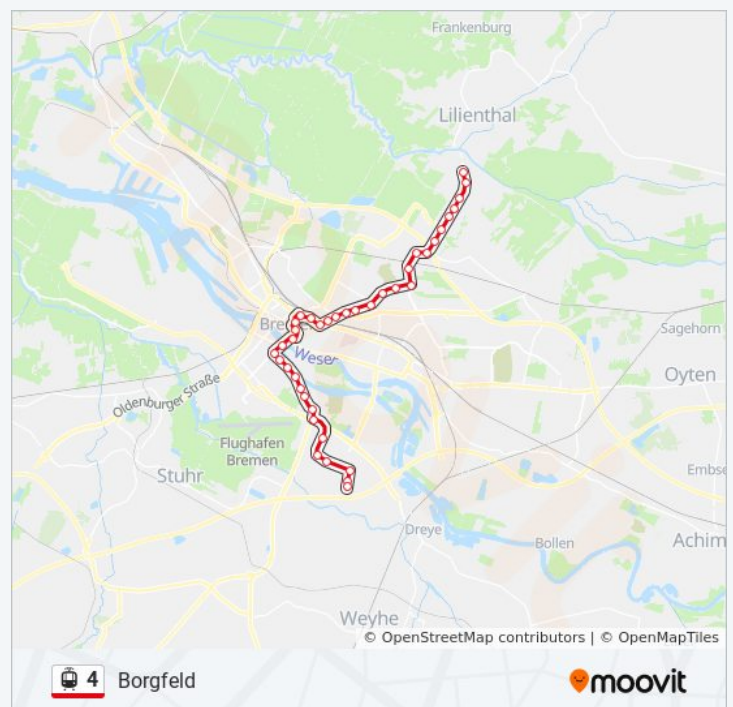 Frankenburg
Lilienthal
Sagehorn
Bre
Weser
Oyten
Oldenburger Straße
Flughafen
Bremen
Stuhr
Embse
Dreye
Bollen
Achim
Weyhe
© OpenStreetMap contributors | © OpenMapTiles
4 Borgfeld
moovit